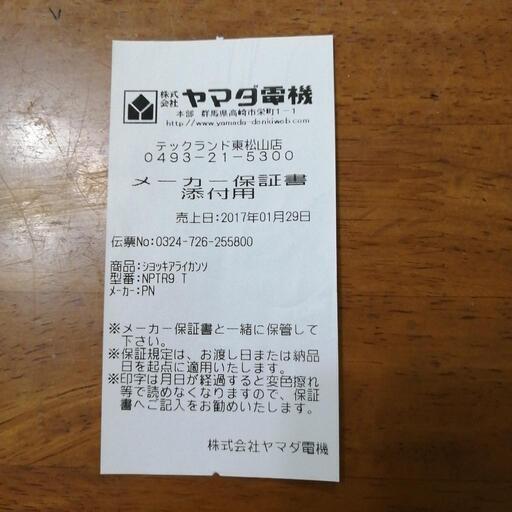 株式会社 ヤマダ電機
本部 群馬県高崎市栄町1-1
http://www.yamada-denkiweb.com
テックランド東松山店
0493-21-5300
メーカー保証書
添付用
売上日:2017年01月29日
伝票No:0324-726-255800
商品:ｼﾖｯｷｱﾗｲｶﾝｿ
型番:NPTR9 T
ﾒｰｶｰ:PN
※メーカー保証書と一緒に保管して
下さい。
※保証規定は、お渡し日または納品
日を起点に適用いたします。
※印字は月日が経過すると変色擦れ
等で読めなくなりますので、保証
書へご記入をお勧めいたします。
株式会社ヤマダ電機